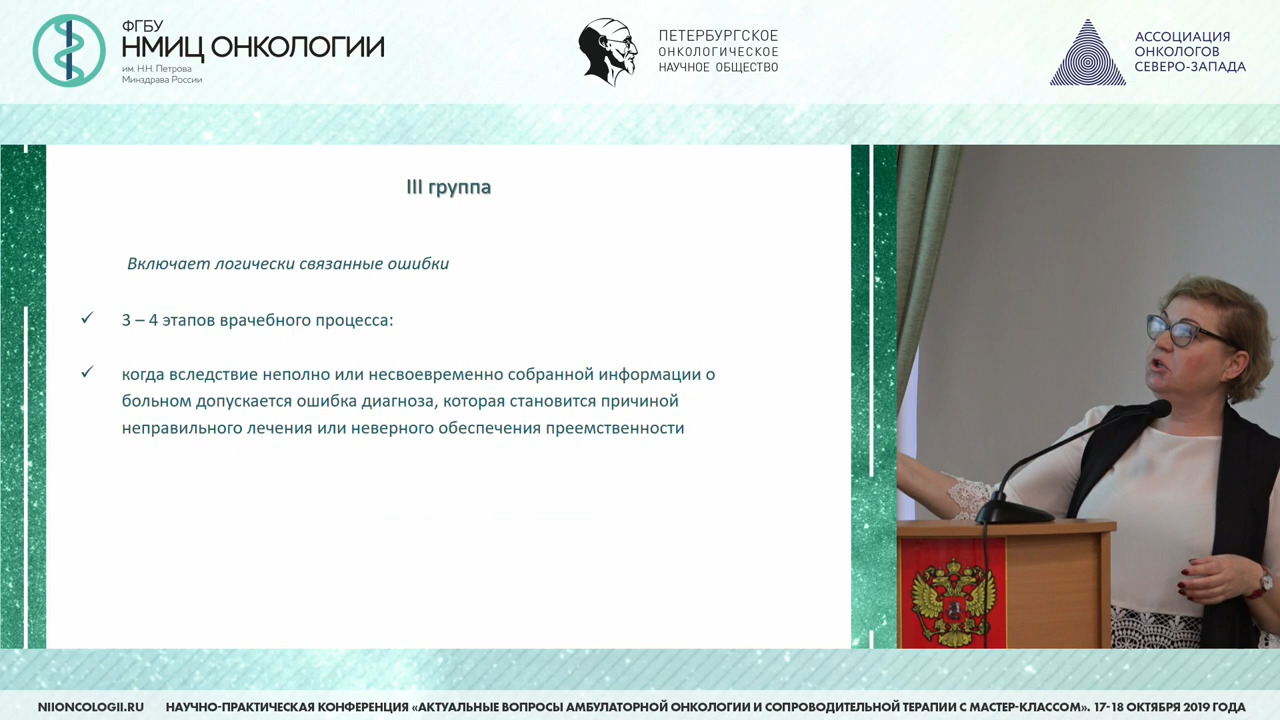 ФГБУ
НМИЦ ОНКОЛОГИИ
им. Н.Н. Петрова
Минздрава России
ПЕТЕРБУРГСКОЕ
ОНКОЛОГИЧЕСКОЕ
НАУЧНОЕ ОБЩЕСТВО
АССОЦИАЦИЯ
ОНКОЛОГОВ
СЕВЕРО-ЗАПАДА
III группа
Включает логически связанные ошибки
✓ 3 – 4 этапов врачебного процесса:
✓ когда вследствие неполно или несвоевременно собранной информации о
больном допускается ошибка диагноза, которая становится причиной
неправильного лечения или неверного обеспечения преемственности
NIIONCOLOGII.RU НАУЧНО-ПРАКТИЧЕСКАЯ КОНФЕРЕНЦИЯ «АКТУАЛЬНЫЕ ВОПРОСЫ АМБУЛАТОРНОЙ ОНКОЛОГИИ И СОПРОВОДИТЕЛЬНОЙ ТЕРАПИИ С МАСТЕР-КЛАССОМ». 17-18 ОКТЯБРЯ 2019 ГОДА